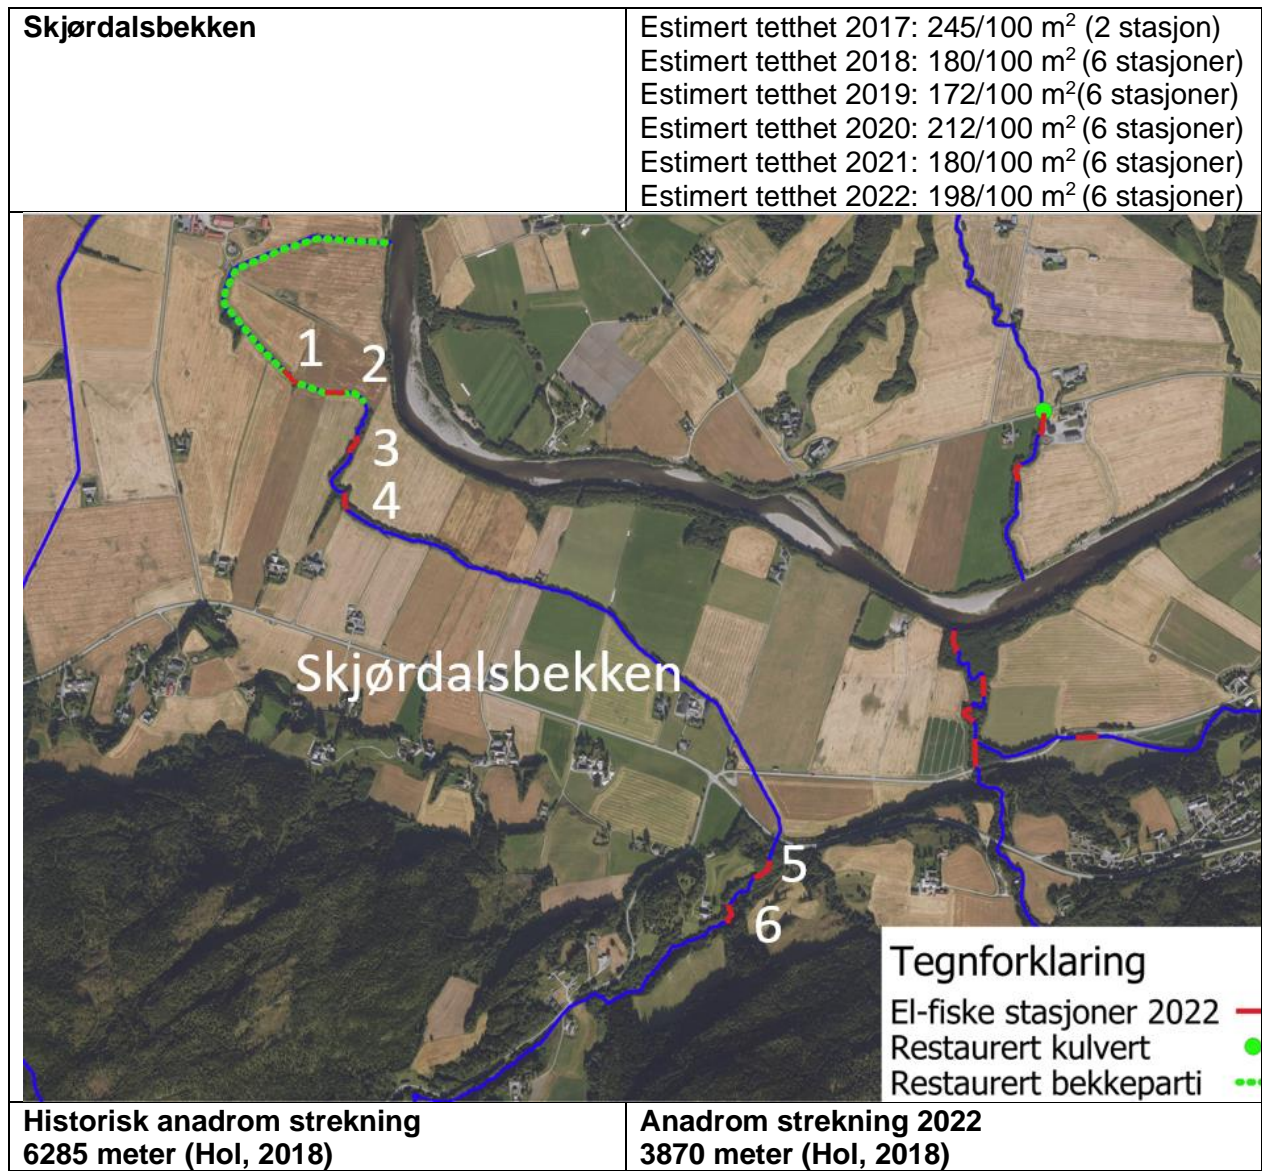 Skjørdalsbekken
Estimert tetthet 2017: 245/100 m² (2 stasjon)
Estimert tetthet 2018: 180/100 m² (6 stasjoner)
Estimert tetthet 2019: 172/100 m²(6 stasjoner)
Estimert tetthet 2020: 212/100 m² (6 stasjoner)
Estimert tetthet 2021: 180/100 m² (6 stasjoner)
Estimert tetthet 2022: 198/100 m² (6 stasjoner)
1
2
3
4
Skjørdalsbekken
5
6
Tegnforklaring
El-fiske stasjoner 2022
Restaurert kulvert
Restaurert bekkeparti
Historisk anadrom strekning
6285 meter (Hol, 2018)
Anadrom strekning 2022
3870 meter (Hol, 2018)